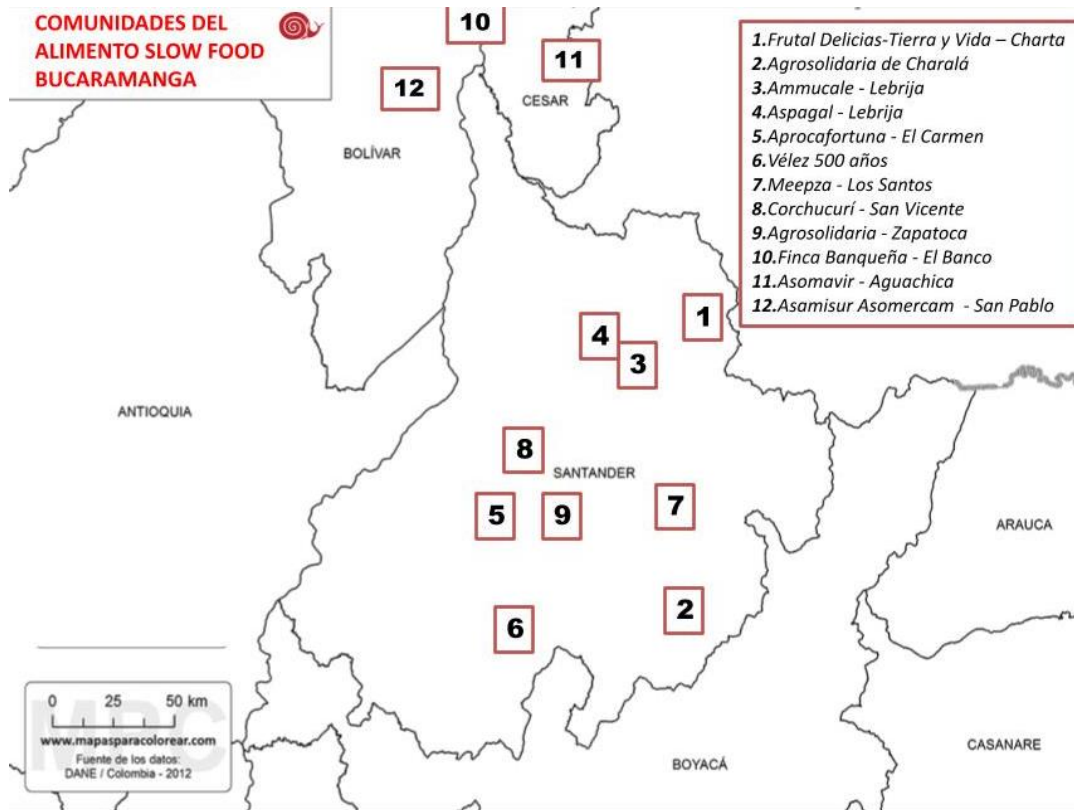 COMUNIDADES DEL
ALIMENTO SLOW FOOD
BUCARAMANGA
1.Frutal Delicias-Tierra y Vida – Charta
2.Agrosolidaria de Charalá
3.Ammucale - Lebrija
4.Aspagal - Lebrija
5.Aprocafortuna - El Carmen
6.Vélez 500 años
7.Meepza - Los Santos
8.Corchucurí - San Vicente
9.Agrosolidaria - Zapatoca
10.Finca Banqueña - El Banco
11.Asomavir - Aguachica
12.Asamisur Asomercam - San Pablo
10
11
12
CESAR
BOLÍVAR
1
4
3
ANTIOQUIA
8
SANTANDER
5
9
7
ARAUCA
2
6
0 25 50 km
MPC
www.mapasparacolorear.com
Fuente de los datos:
DANE / Colombia - 2012
BOYACÁ
CASANARE